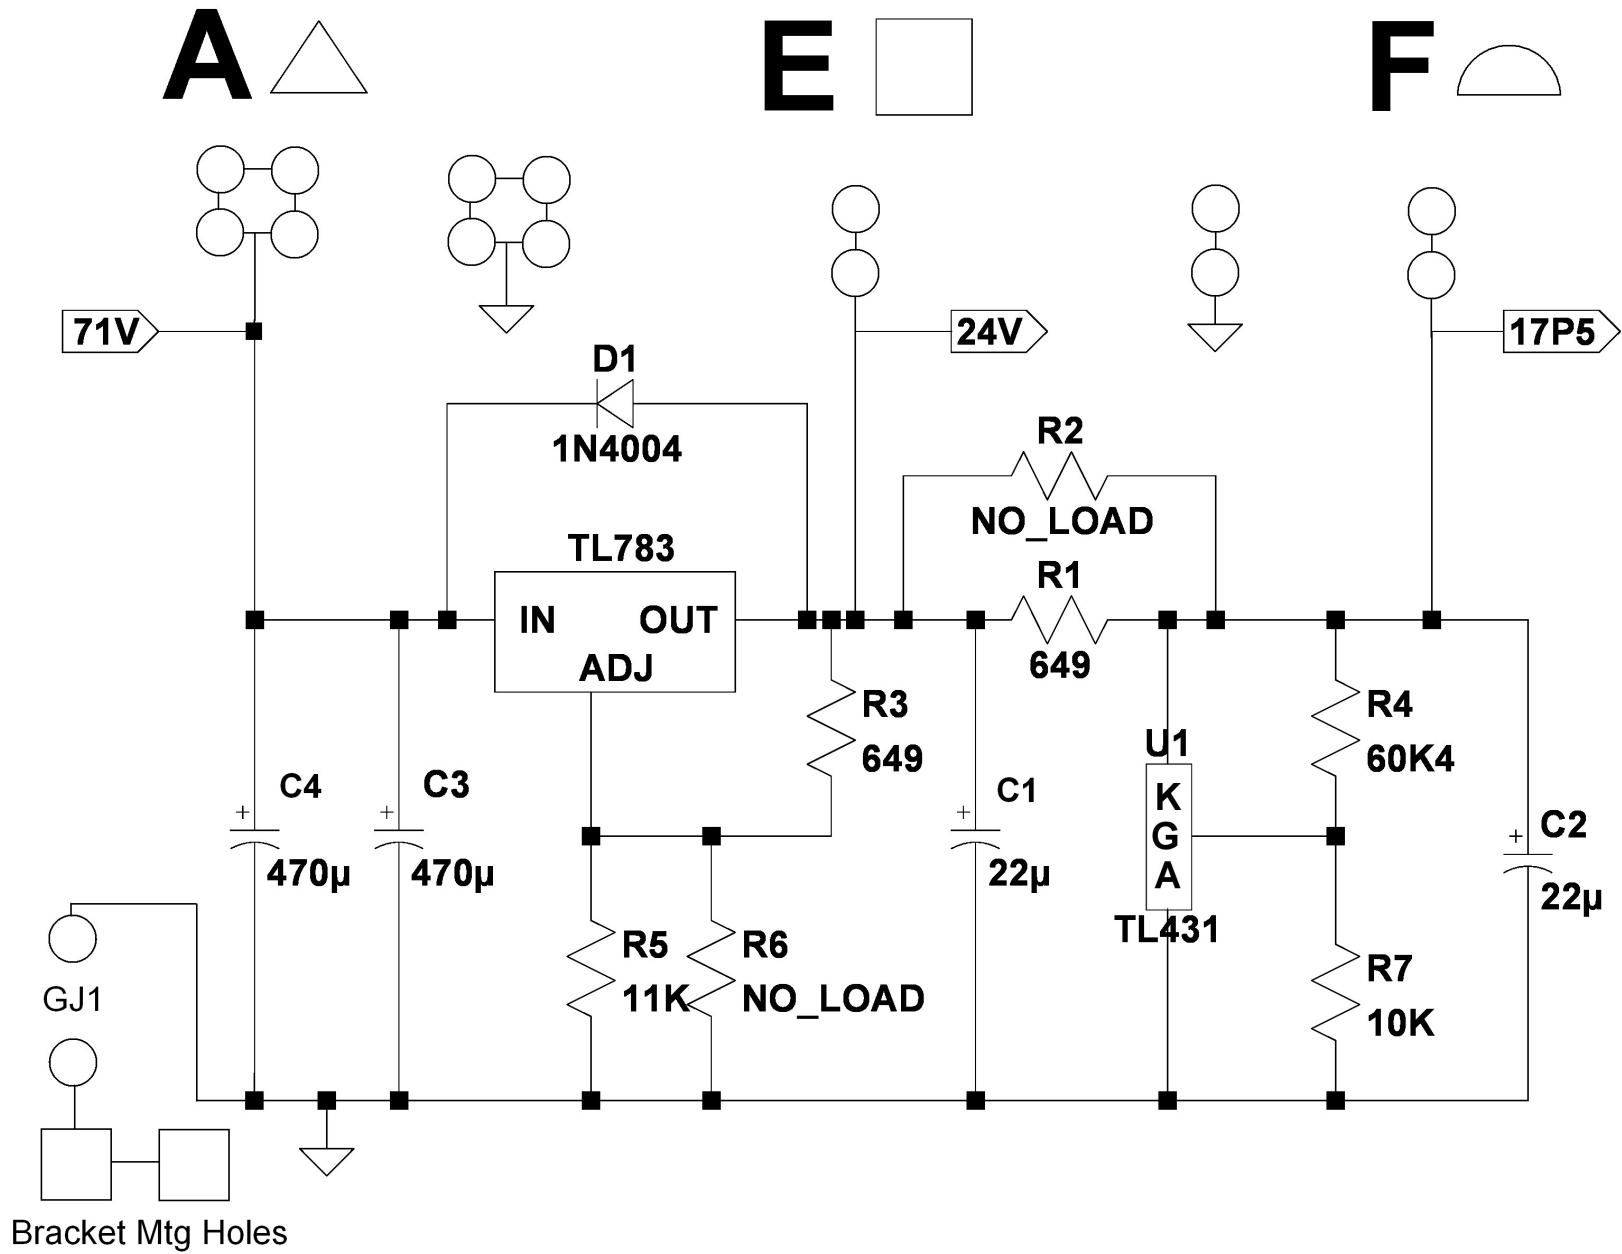 A
E
F
71V
24V
17P5
D1
1N4004
R2
NO_LOAD
TL783
IN
OUT
ADJ
R1
649
R3
649
U1
K
G
A
TL431
R4
60K4
C4
+
470µ
C3
+
470µ
C1
+
22µ
C2
+
22µ
R5
11K
R6
NO_LOAD
R7
10K
GJ1
Bracket Mtg Holes